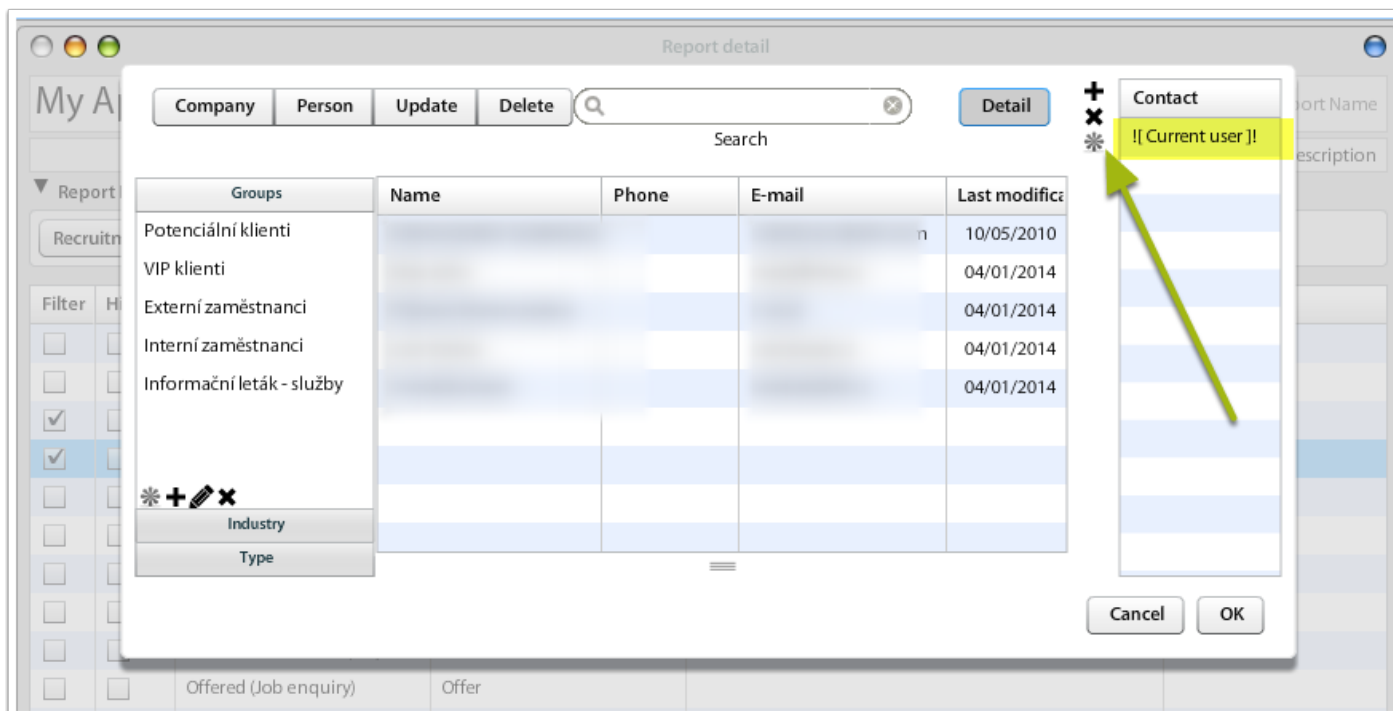 Report detail
My Ap
Company Person Update Delete
Search
Detail
Contact
![ Current user ]!
ort Name
escription
Report
Recruitn
Groups
Potenciální klienti
VIP klienti
Externí zaměstnanci
Interní zaměstnanci
Informační leták - služby
Industry
Type
Name Phone E-mail Last modifica
n 10/05/2010
04/01/2014
04/01/2014
04/01/2014
04/01/2014
Filter Hi
Cancel OK
Offered (Job enquiry) Offer